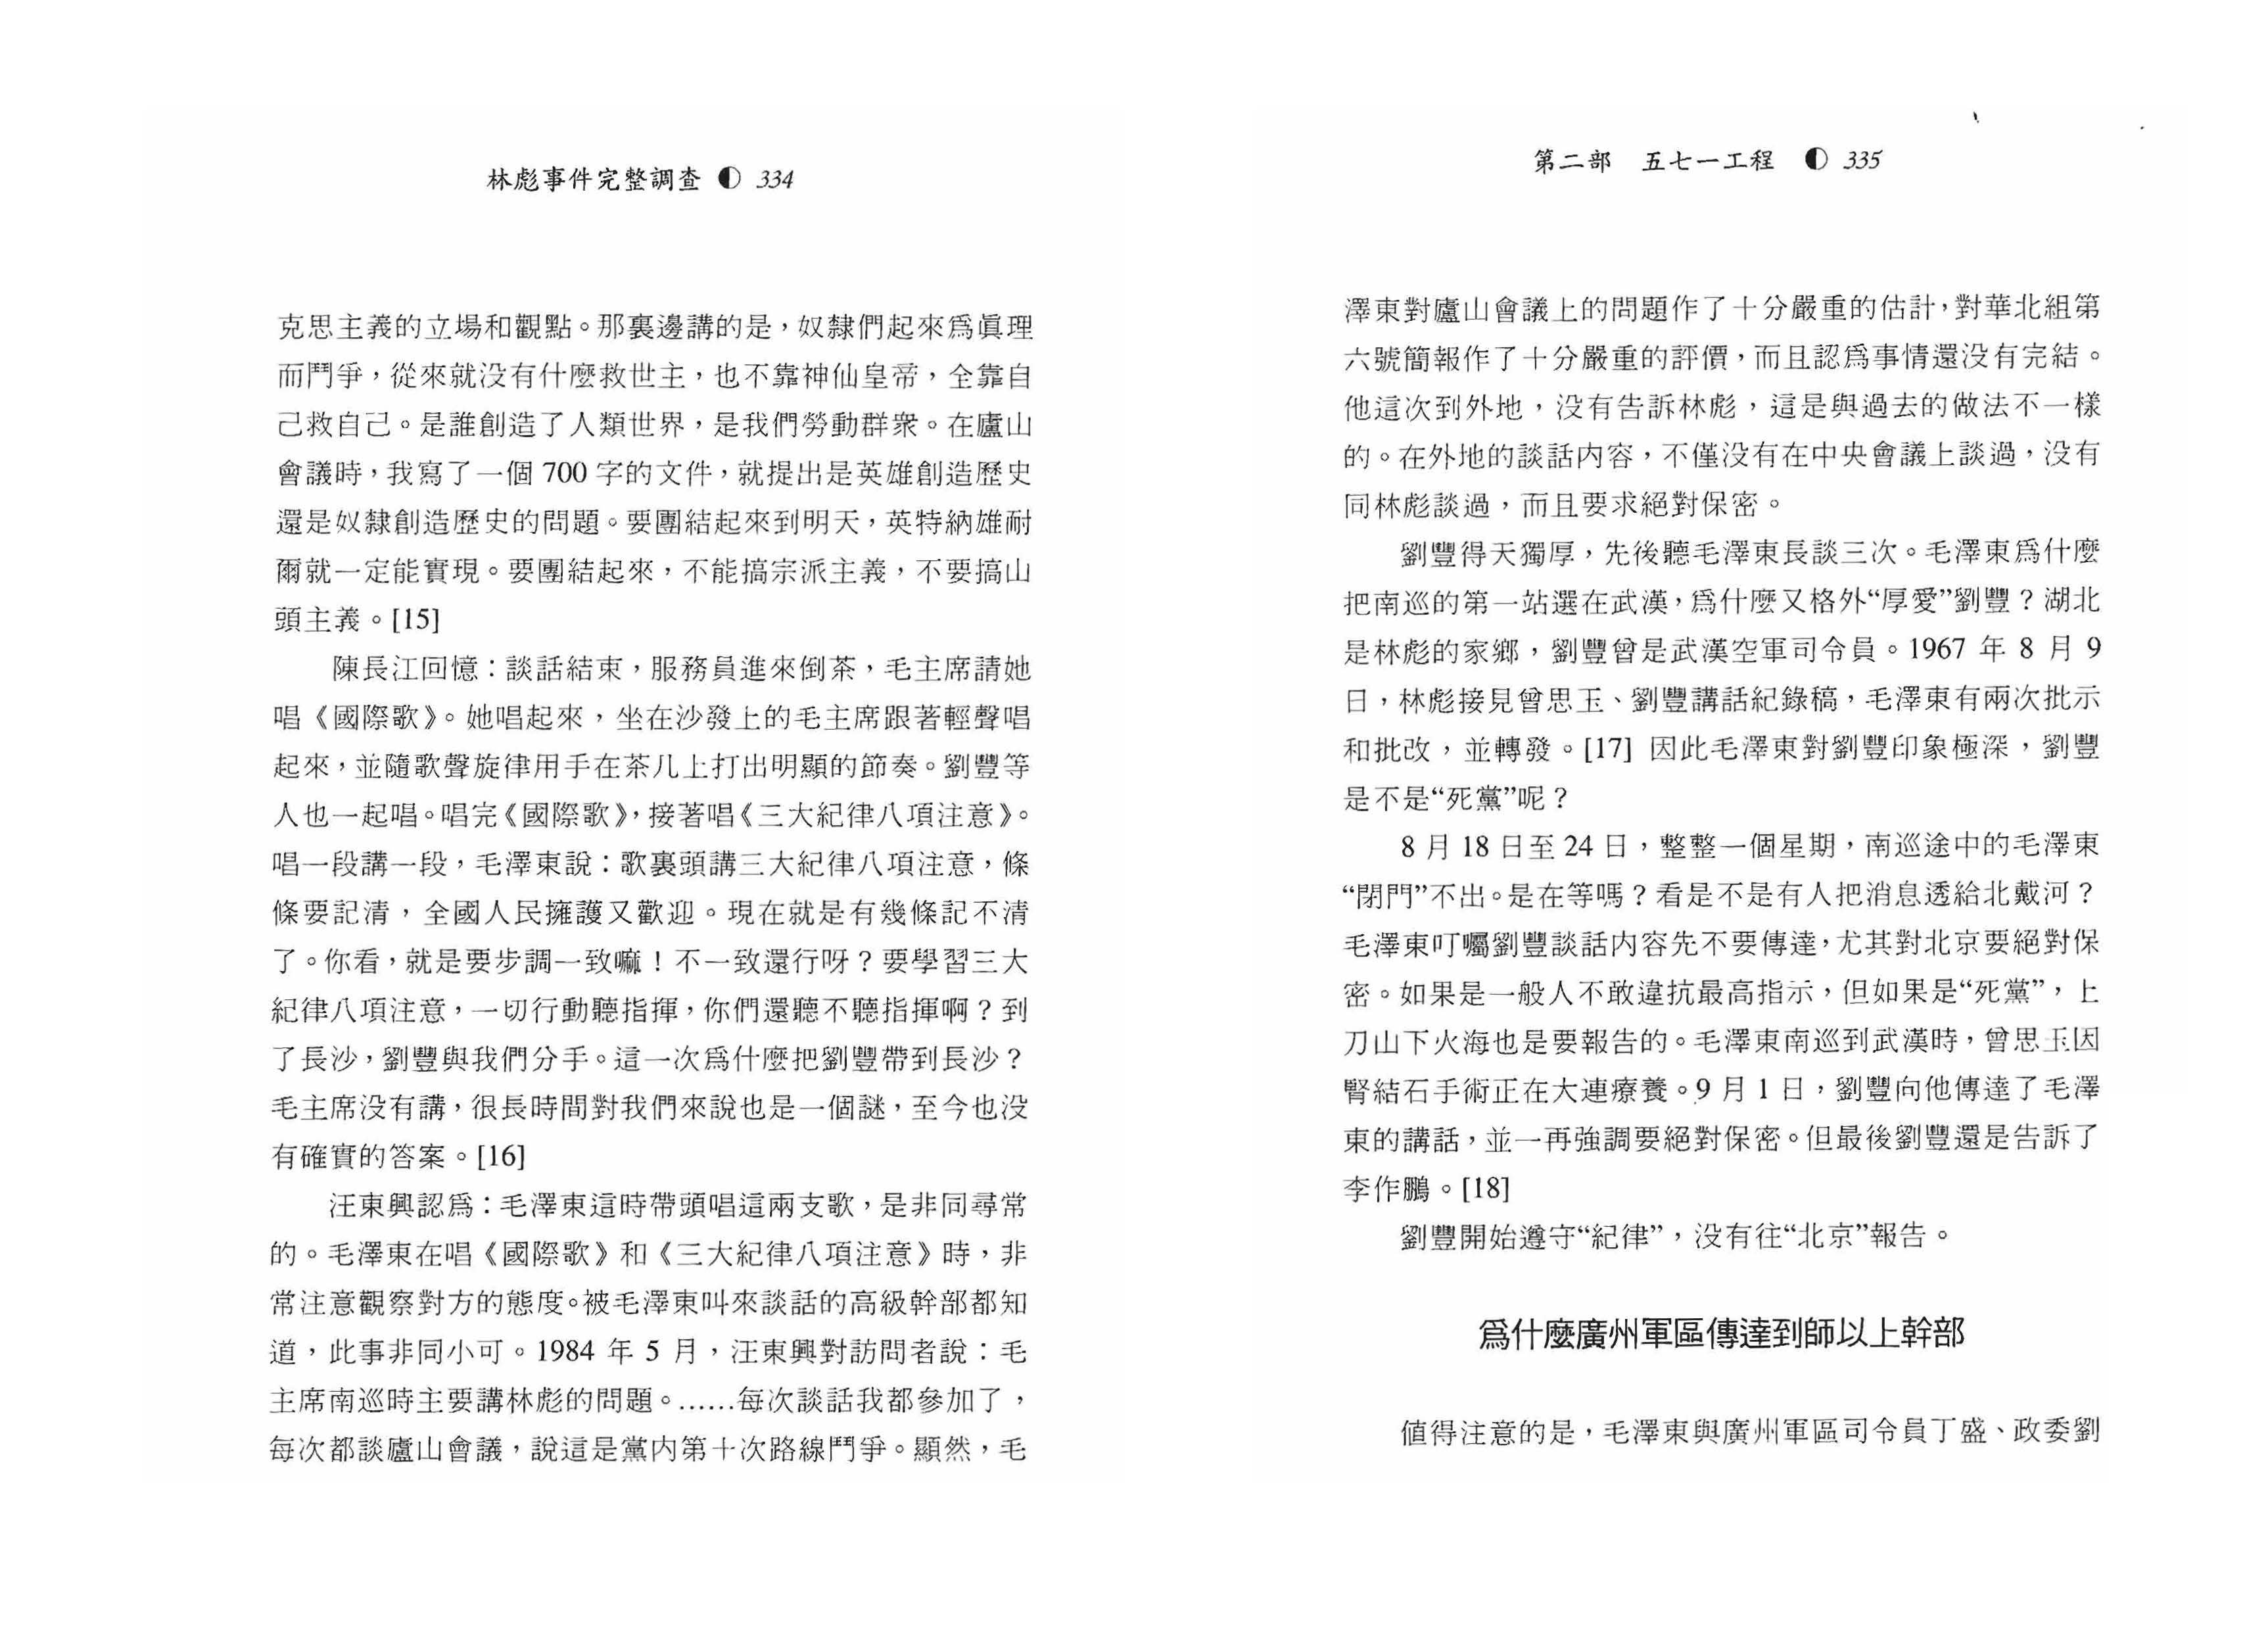 林彪事件完整調查 ◐ 334
克思主義的立場和觀點。那裏邊講的是，奴隸們起來爲眞理
而鬥爭，從來就没有什麼救世主，也不靠神仙皇帝，全靠自
己救自己。是誰創造了人類世界，是我們勞動群衆。在廬山
會議時，我寫了一個 700 字的文件，就提出是英雄創造歷史
還是奴隸創造歷史的問題。要團結起來到明天，英特納雄耐
爾就一定能實現。要團結起來，不能搞宗派主義，不要搞山
頭主義。[15]
陳長江回憶：談話結束，服務員進來倒茶，毛主席請她
唱《國際歌》。她唱起來，坐在沙發上的毛主席跟著輕聲唱
起來，並隨歌聲旋律用手在茶几上打出明顯的節奏。劉豐等
人也一起唱。唱完《國際歌》，接著唱《三大紀律八項注意》。
唱一段講一段，毛澤東說：歌裏頭講三大紀律八項注意，條
條要記清，全國人民擁護又歡迎。現在就是有幾條記不清
了。你看，就是要步調一致嘛！不一致還行呀？要學習三大
紀律八項注意，一切行動聽指揮，你們還聽不聽指揮啊？到
了長沙，劉豐與我們分手。這一次爲什麼把劉豐帶到長沙？
毛主席没有講，很長時間對我們來說也是一個謎，至今也没
有確實的答案。[16]
汪東興認爲：毛澤東這時帶頭唱這兩支歌，是非同尋常
的。毛澤東在唱《國際歌》和《三大紀律八項注意》時，非
常注意觀察對方的態度。被毛澤東叫來談話的高級幹部都知
道，此事非同小可。1984 年 5 月，汪東興對訪問者說：毛
主席南巡時主要講林彪的問題。……每次談話我都參加了，
每次都談廬山會議，說這是黨内第十次路線鬥爭。顯然，毛
第二部　五七一工程　◐ 335
澤東對廬山會議上的問題作了十分嚴重的估計，對華北組第
六號簡報作了十分嚴重的評價，而且認爲事情還没有完結。
他這次到外地，没有告訴林彪，這是與過去的做法不一樣
的。在外地的談話内容，不僅没有在中央會議上談過，没有
同林彪談過，而且要求絕對保密。
劉豐得天獨厚，先後聽毛澤東長談三次。毛澤東爲什麼
把南巡的第一站選在武漢，爲什麼又格外“厚愛”劉豐？湖北
是林彪的家鄉，劉豐曾是武漢空軍司令員。1967 年 8 月 9
日，林彪接見曾思玉、劉豐講話紀錄稿，毛澤東有兩次批示
和批改，並轉發。[17] 因此毛澤東對劉豐印象極深，劉豐
是不是“死黨”呢？
8 月 18 日至 24 日，整整一個星期，南巡途中的毛澤東
“閉門”不出。是在等嗎？看是不是有人把消息透給北戴河？
毛澤東叮囑劉豐談話内容先不要傳達，尤其對北京要絕對保
密。如果是一般人不敢違抗最高指示，但如果是“死黨”，上
刀山下火海也是要報告的。毛澤東南巡到武漢時，曾思玉因
腎結石手術正在大連療養。9 月 1 日，劉豐向他傳達了毛澤
東的講話，並一再強調要絕對保密。但最後劉豐還是告訴了
李作鵬。[18]
劉豐開始遵守“紀律”，没有往“北京”報告。
爲什麼廣州軍區傳達到師以上幹部
値得注意的是，毛澤東與廣州軍區司令員丁盛、政委劉